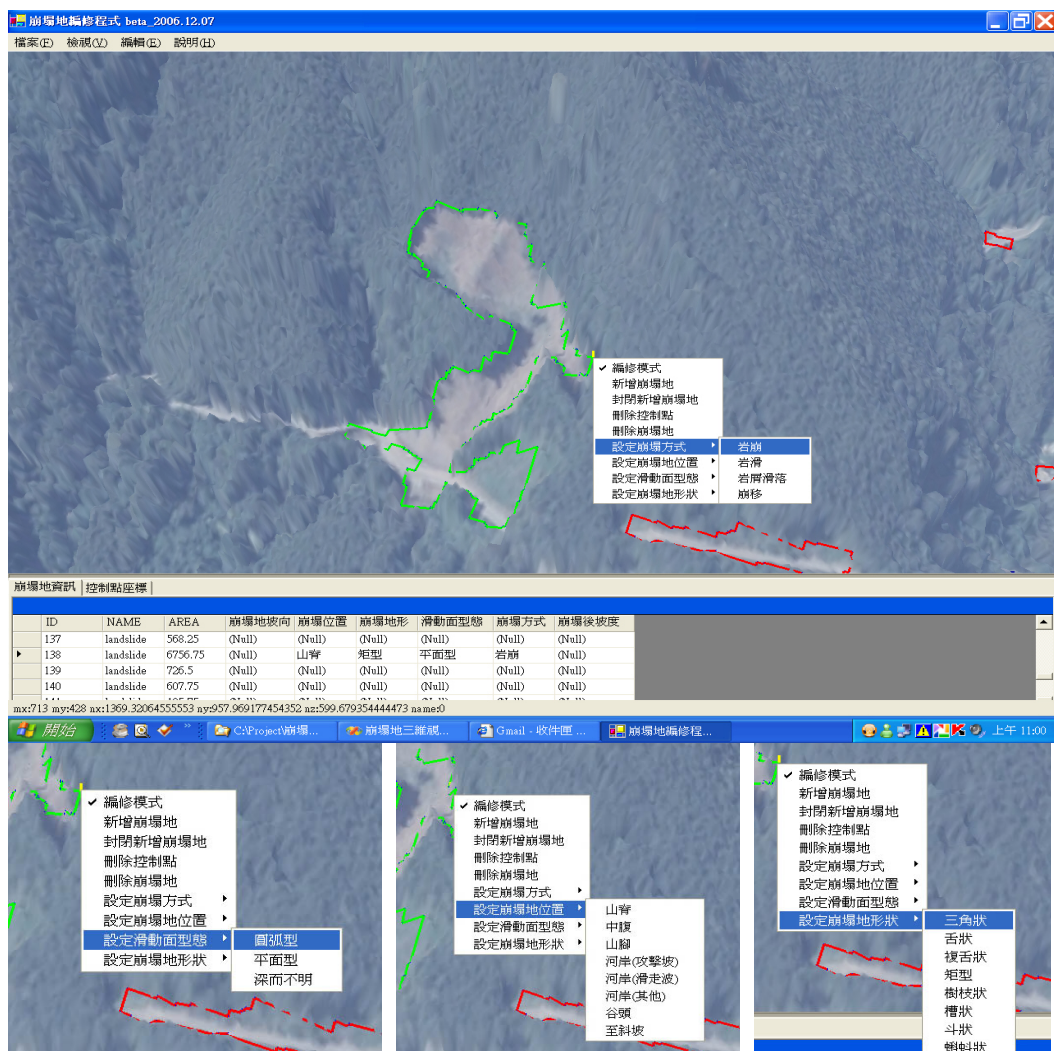 崩塌地編修程式 beta_2006.12.07
檔案(F) 檢視(V) 編輯(E) 說明(H)
編修模式
新增崩塌地
封閉新增崩塌地
刪除控制點
刪除崩塌地
設定崩塌方式
設定崩塌地位置
設定滑動面型態
設定崩塌地形狀
岩崩
岩滑
岩屑滑落
崩移
崩塌地資訊 控制點座標
ID NAME AREA 崩塌地坡向 崩塌位置 崩塌地形 滑動面型態 崩塌方式 崩塌後坡度
137 landslide 568.25 (Null) (Null) (Null) (Null) (Null) (Null)
138 landslide 6756.75 (Null) 山脊 矩型 平面型 岩崩 (Null)
139 landslide 726.5 (Null) (Null) (Null) (Null) (Null) (Null)
140 landslide 607.75 (Null) (Null) (Null) (Null) (Null) (Null)
mx:713 my:428 nx:1369.32064555553 ny:957.969177454352 nz:599.679354444473 name:0
開始 C:\Project\崩塌... 崩塌地三維視... Gmail - 收件匣 ... 崩塌地編修程... 上午 11:00
編修模式
新增崩塌地
封閉新增崩塌地
刪除控制點
刪除崩塌地
設定崩塌方式
設定崩塌地位置
設定滑動面型態
設定崩塌地形狀
圓弧型
平面型
深而不明
編修模式
新增崩塌地
封閉新增崩塌地
刪除控制點
刪除崩塌地
設定崩塌方式
設定崩塌地位置
設定滑動面型態
設定崩塌地形狀
山脊
中腹
山腳
河岸(攻擊坡)
河岸(滑走波)
河岸(其他)
谷頭
至斜坡
編修模式
新增崩塌地
封閉新增崩塌地
刪除控制點
刪除崩塌地
設定崩塌方式
設定崩塌地位置
設定滑動面型態
設定崩塌地形狀
三角狀
舌狀
複舌狀
矩型
樹枝狀
槽狀
斗狀
蝌蚪狀